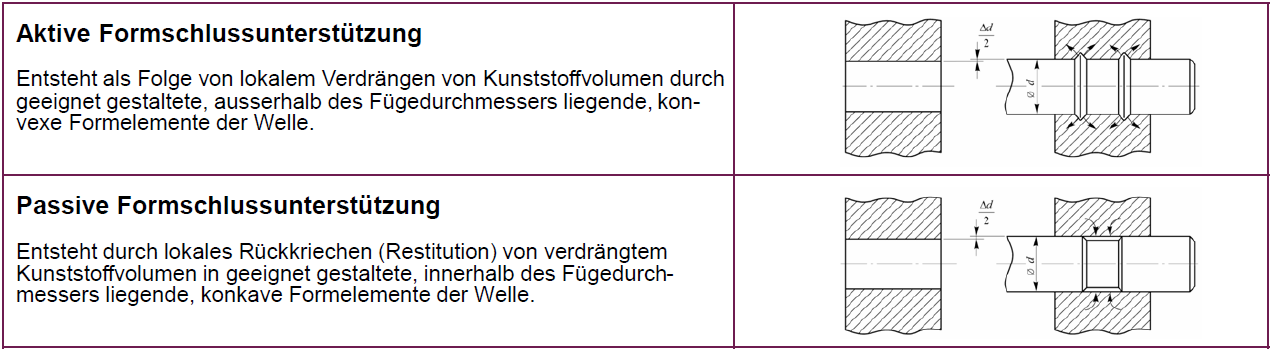 Aktive Formschlussunterstützung
Entsteht als Folge von lokalem Verdrängen von Kunststoffvolumen durch
geeignet gestaltete, ausserhalb des Fügedurchmessers liegende, kon-
vexe Formelemente der Welle.
Δd
2
Ø d
Passive Formschlussunterstützung
Entsteht durch lokales Rückkriechen (Restitution) von verdrängtem
Kunststoffvolumen in geeignet gestaltete, innerhalb des Fügedurch-
messers liegende, konkave Formelemente der Welle.
Δd
2
Ø d